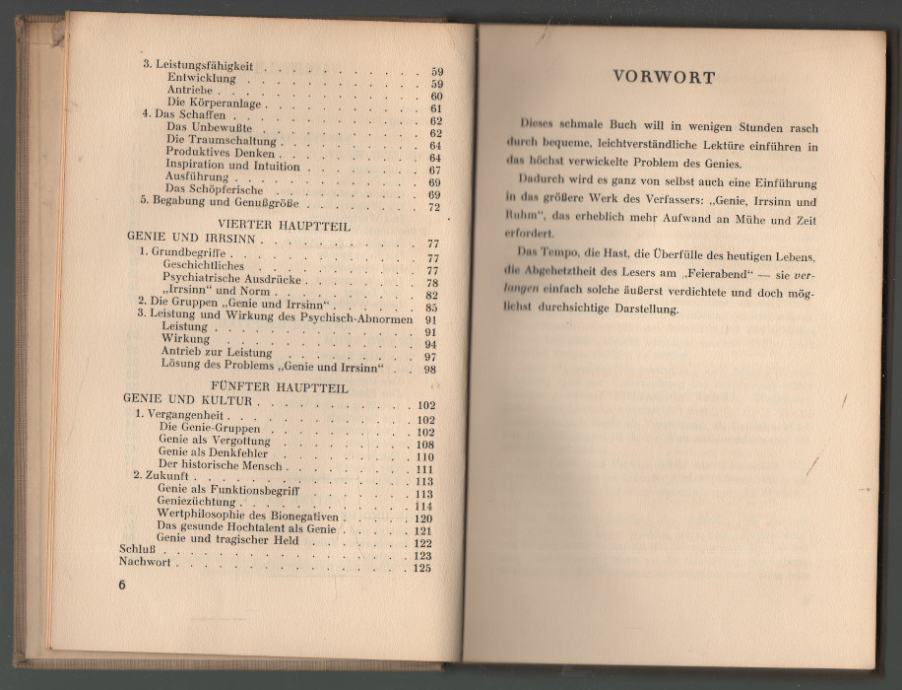 3. Leistungsfähigkeit . . . . . . . . . . . 59
Entwicklung . . . . . . . . . . . 59
Antriebe . . . . . . . . . . . . 60
Die Körperanlage . . . . . . . . . . 61
4. Das Schaffen . . . . . . . . . . . . 62
Das Unbewußte . . . . . . . . . . 62
Die Traumschaltung . . . . . . . . . 64
Produktives Denken . . . . . . . . . 64
Inspiration und Intuition . . . . . . . . 67
Ausführung . . . . . . . . . . . 69
Das Schöpferische . . . . . . . . . 69
5. Begabung und Genußgröße . . . . . . . . 72
VIERTER HAUPTTEIL
GENIE UND IRRSINN . . . . . . . . . . 77
1. Grundbegriffe . . . . . . . . . . . . 77
Geschichtliches . . . . . . . . . . 77
Psychiatrische Ausdrücke . . . . . . . . 78
„Irrsinn" und Norm . . . . . . . . . 82
2. Die Gruppen „Genie und Irrsinn" . . . . . . 85
3. Leistung und Wirkung des Psychisch-Abnormen 91
Leistung . . . . . . . . . . . . 91
Wirkung . . . . . . . . . . . . 94
Antrieb zur Leistung . . . . . . . . 97
Lösung des Problems „Genie und Irrsinn" . . 98
FÜNFTER HAUPTTEIL
GENIE UND KULTUR . . . . . . . . . . 102
1. Vergangenheit . . . . . . . . . . . . 102
Die Genie-Gruppen . . . . . . . . . 102
Genie als Vergottung . . . . . . . . 108
Genie als Denkfehler . . . . . . . . 110
Der historische Mensch . . . . . . . . 111
2. Zukunft . . . . . . . . . . . . . 113
Genie als Funktionsbegriff . . . . . . . 113
Geniezüchtung . . . . . . . . . . 114
Wertphilosophie des Bionegativen . . . . . 120
Das gesunde Hochtalent als Genie . . . . . 121
Genie und tragischer Held . . . . . . . 122
Schluß . . . . . . . . . . . . . . 123
Nachwort . . . . . . . . . . . . . 125
6
VORWORT
Dieses schmale Buch will in wenigen Stunden rasch
durch bequeme, leichtverständliche Lektüre einführen in
das höchst verwickelte Problem des Genies.
Dadurch wird es ganz von selbst auch eine Einführung
in das größere Werk des Verfassers: „Genie, Irrsinn und
Ruhm", das erheblich mehr Aufwand an Mühe und Zeit
erfordert.
Das Tempo, die Hast, die Überfülle des heutigen Lebens,
die Abgehetztheit des Lesers am „Feierabend" — sie ver-
langen einfach solche äußerst verdichtete und doch mög-
lichst durchsichtige Darstellung.